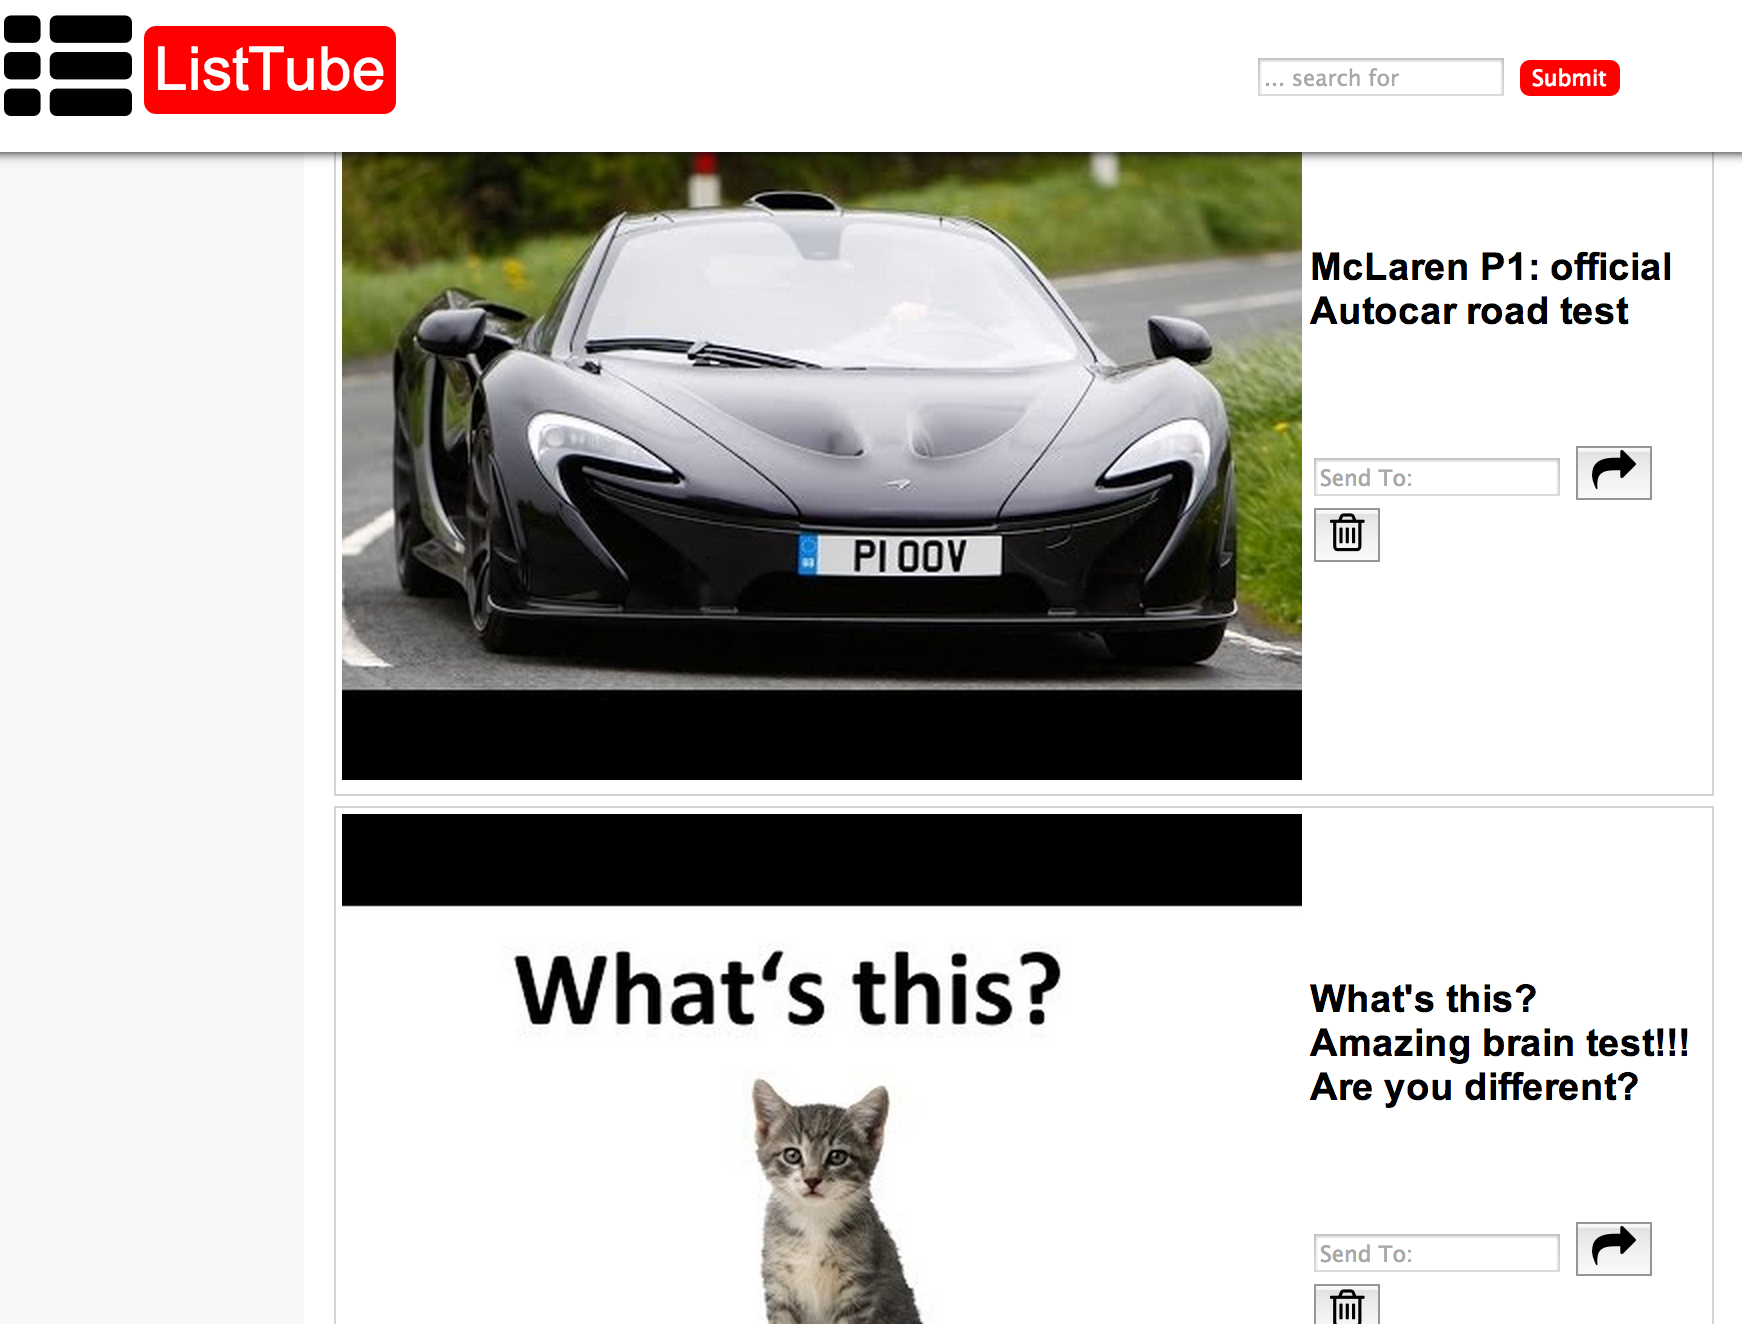 ListTube
... search for
Submit
McLaren P1: official
Autocar road test
Send To:
P1 OOV
What‘s this?
What's this?
Amazing brain test!!!
Are you different?
Send To: